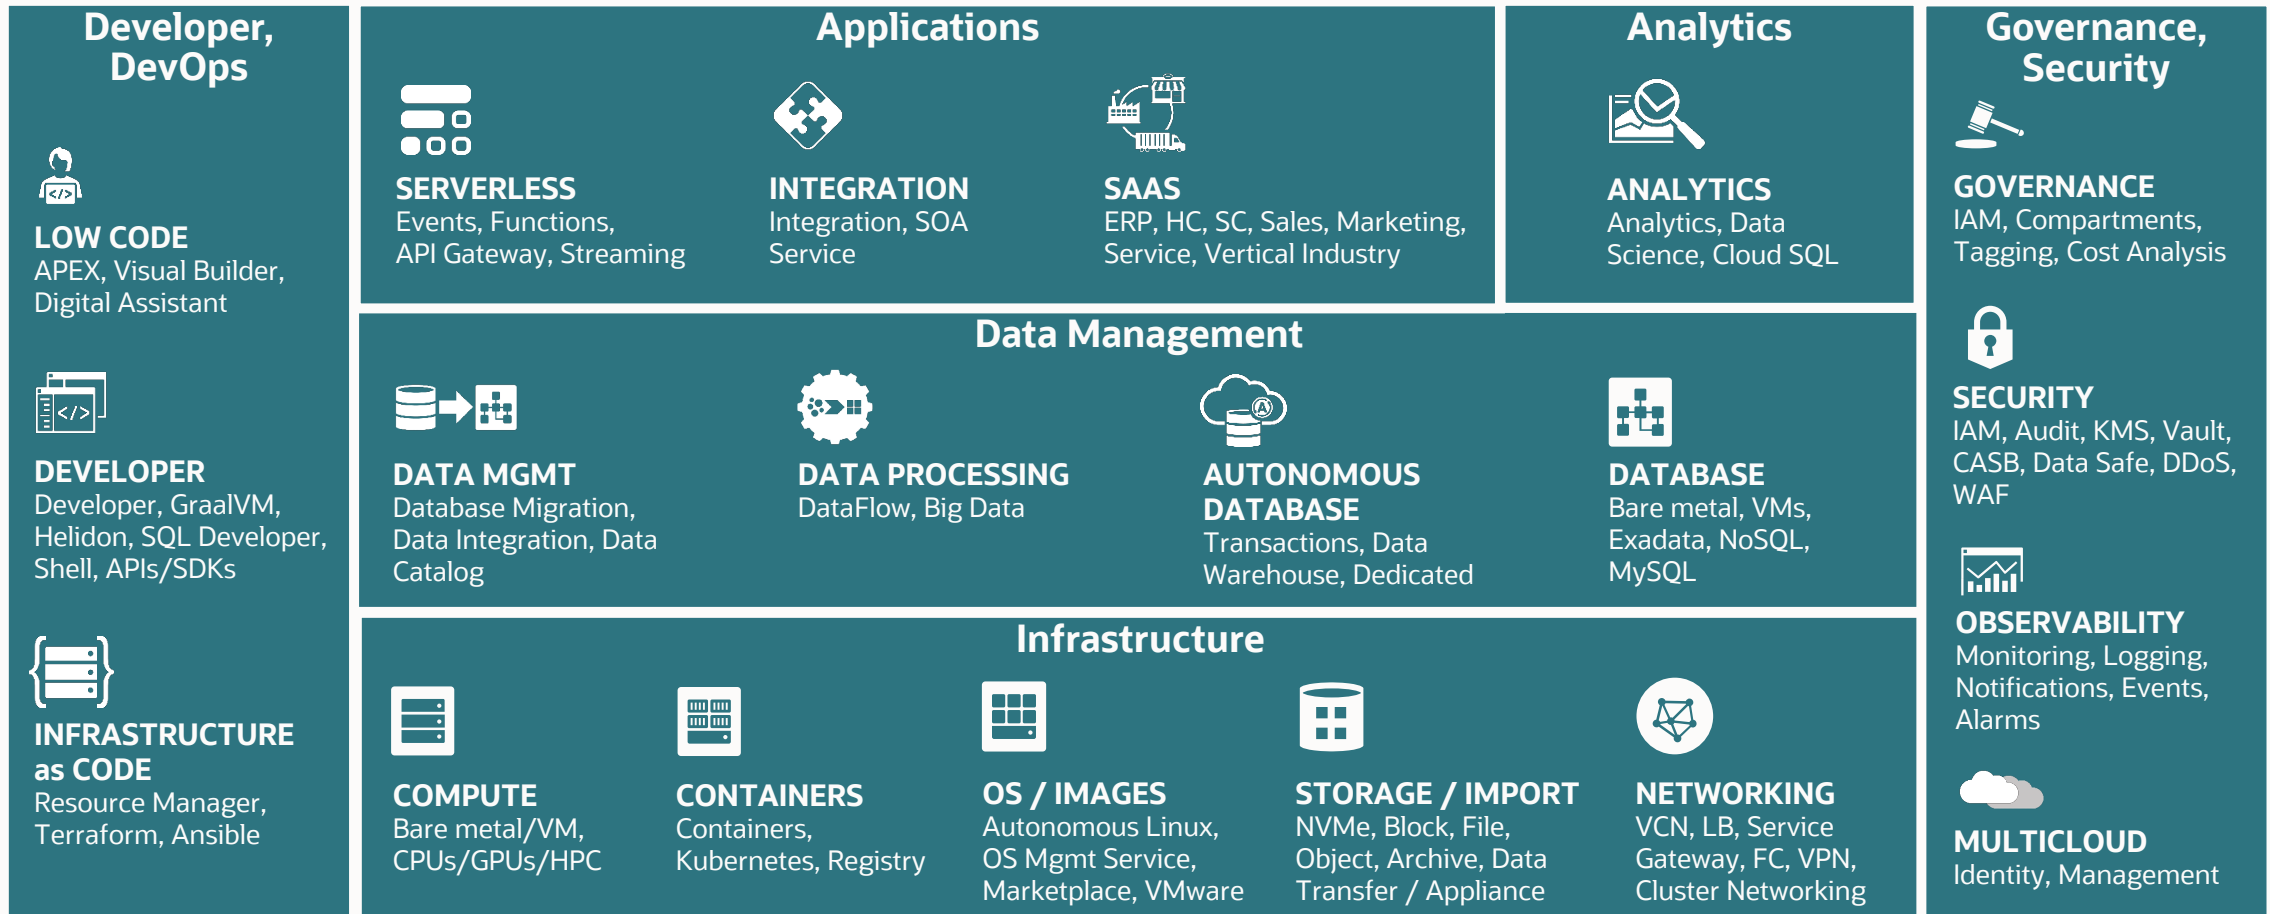 Developer,
DevOps
LOW CODE
APEX, Visual Builder,
Digital Assistant
DEVELOPER
Developer, GraalVM,
Helidon, SQL Developer,
Shell, APIs/SDKs
INFRASTRUCTURE
as CODE
Resource Manager,
Terraform, Ansible
Applications
SERVERLESS
Events, Functions,
API Gateway, Streaming
INTEGRATION
Integration, SOA
Service
SAAS
ERP, HC, SC, Sales, Marketing,
Service, Vertical Industry
Analytics
ANALYTICS
Analytics, Data
Science, Cloud SQL
Data Management
DATA MGMT
Database Migration,
Data Integration, Data
Catalog
DATA PROCESSING
DataFlow, Big Data
A
AUTONOMOUS
DATABASE
Transactions, Data
Warehouse, Dedicated
DATABASE
Bare metal, VMs,
Exadata, NoSQL,
MySQL
Infrastructure
COMPUTE
Bare metal/VM,
CPUs/GPUs/HPC
CONTAINERS
Containers,
Kubernetes, Registry
OS / IMAGES
Autonomous Linux,
OS Mgmt Service,
Marketplace, VMware
STORAGE / IMPORT
NVMe, Block, File,
Object, Archive, Data
Transfer / Appliance
NETWORKING
VCN, LB, Service
Gateway, FC, VPN,
Cluster Networking
Governance,
Security
GOVERNANCE
IAM, Compartments,
Tagging, Cost Analysis
SECURITY
IAM, Audit, KMS, Vault,
CASB, Data Safe, DDoS,
WAF
OBSERVABILITY
Monitoring, Logging,
Notifications, Events,
Alarms
MULTICLOUD
Identity, Management